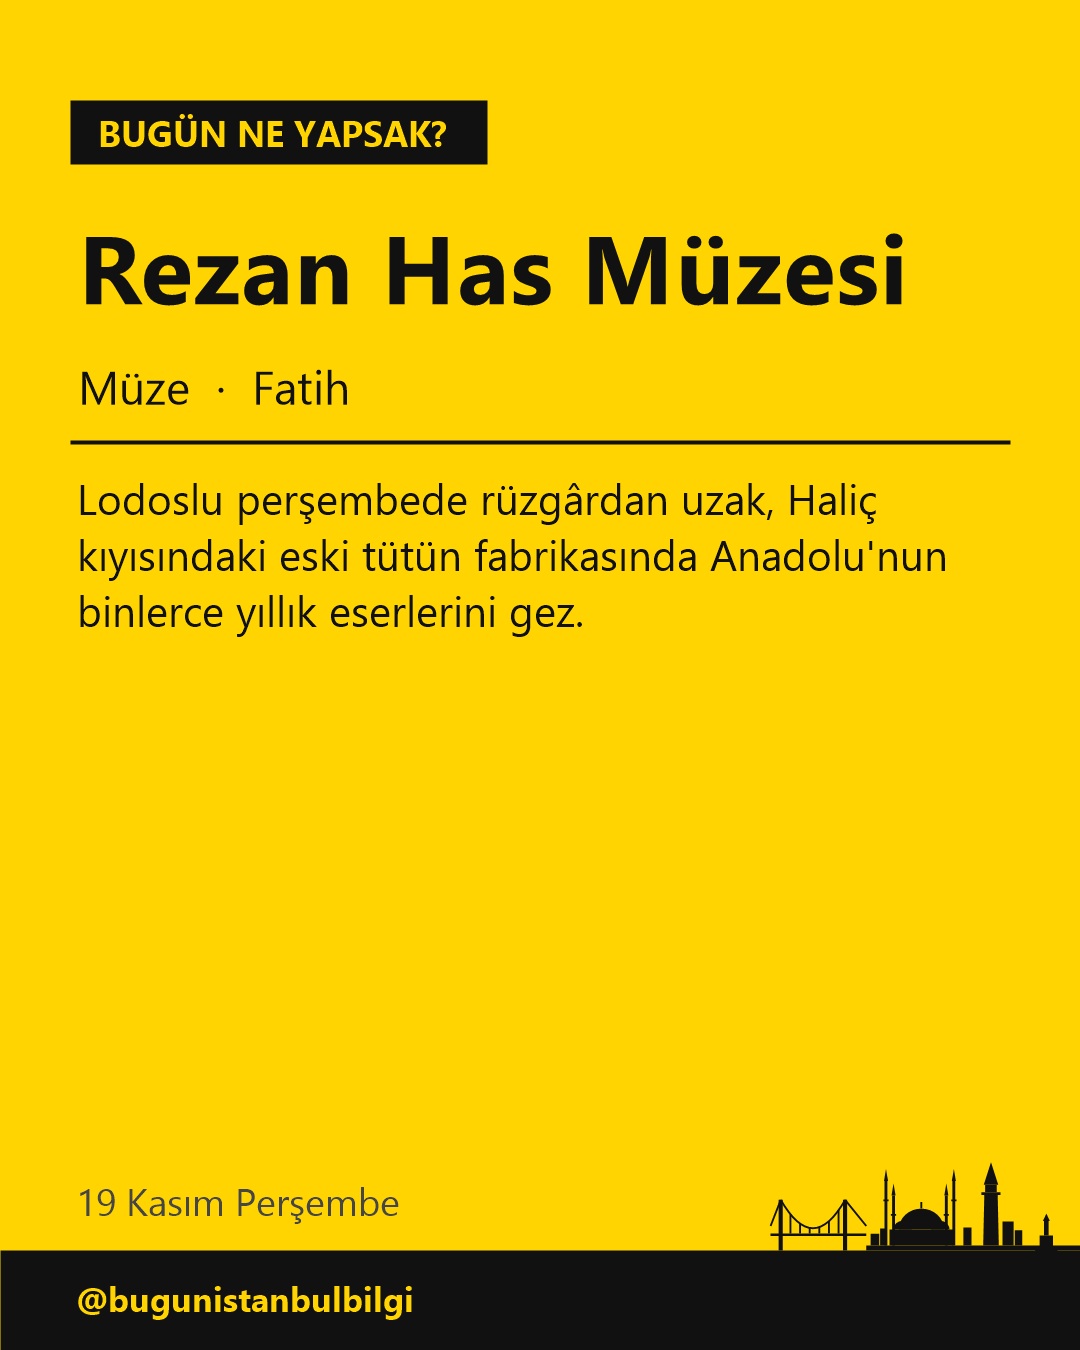 BUGÜN NE YAPSAK?
Rezan Has Müzesi
Müze · Fatih
Lodoslu perşembede rüzgârdan uzak, Haliç
kıyısındaki eski tütün fabrikasında Anadolu'nun
binlerce yıllık eserlerini gez.
19 Kasım Perşembe
@bugunistanbulbilgi